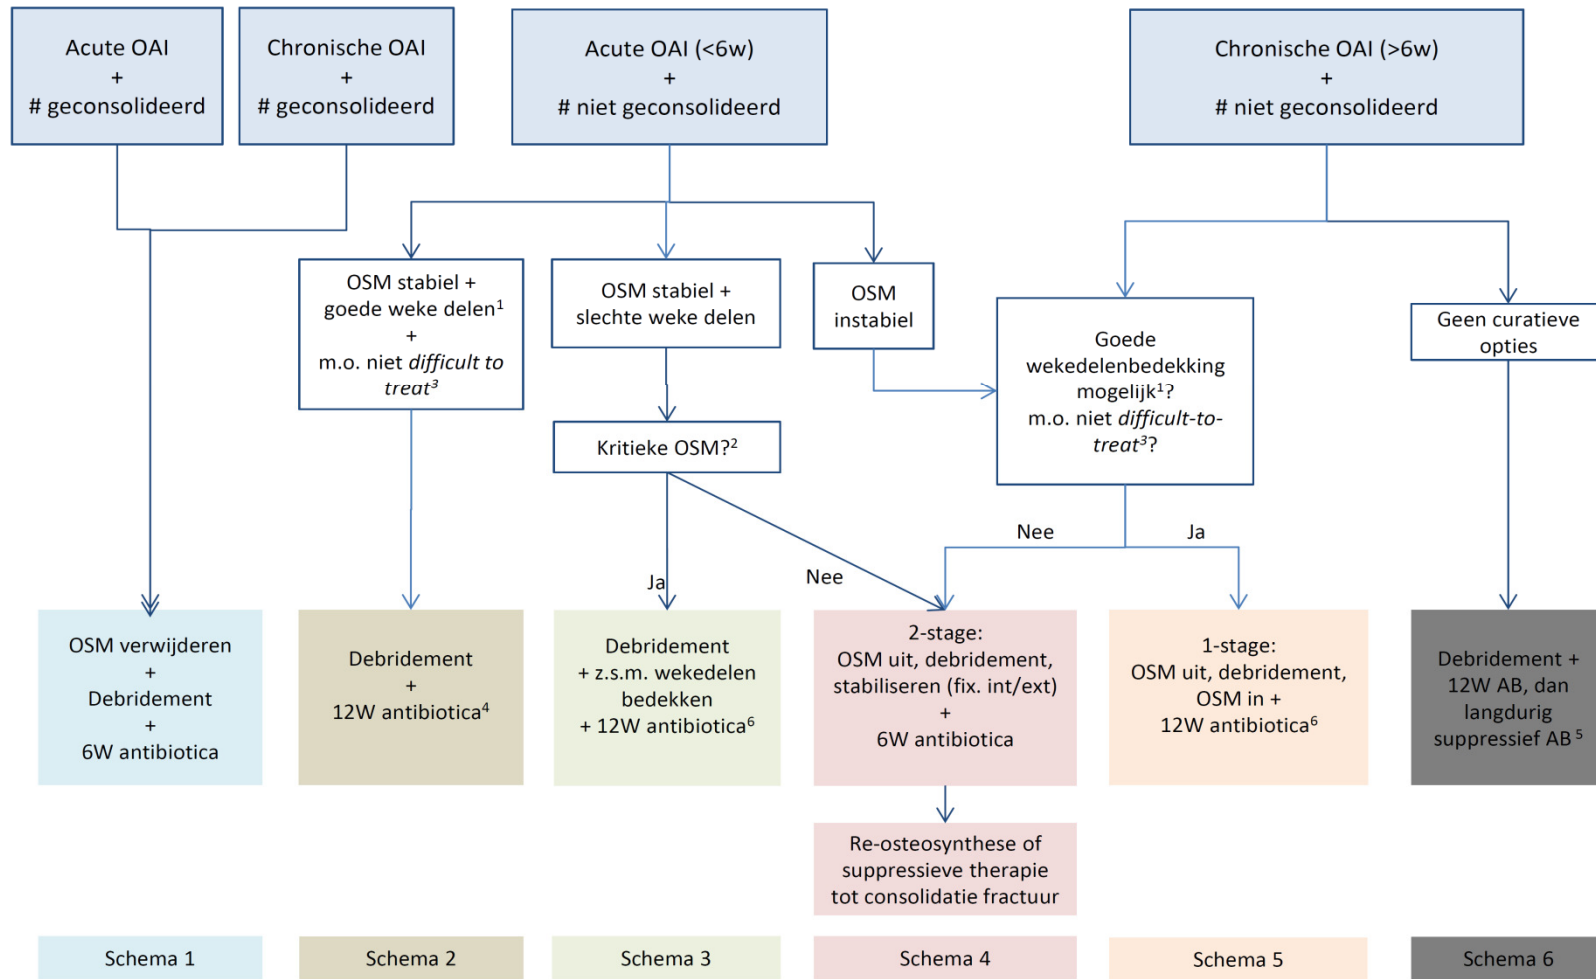 Acute OAI
+
# geconsolideerd
Chronische OAI
+
# geconsolideerd
Acute OAI (<6w)
+
# niet geconsolideerd
Chronische OAI (>6w)
+
# niet geconsolideerd
OSM stabiel +
goede weke delen¹
+
m.o. niet difficult to
treat³
OSM stabiel +
slechte weke delen
OSM
instabiel
Goede
wekedelenbedekking
mogelijk¹?
m.o. niet difficult-to-
treat³?
Geen curatieve
opties
Kritieke OSM?²
Ja
Nee
Nee
Ja
OSM verwijderen
+
Debridement
+
6W antibiotica
Debridement
+
12W antibiotica⁴
Debridement
+ z.s.m. wekedelen
bedekken
+ 12W antibiotica⁶
2-stage:
OSM uit, debridement,
stabiliseren (fix. int/ext)
+
6W antibiotica
1-stage:
OSM uit, debridement,
OSM in +
12W antibiotica⁶
Debridement +
12W AB, dan
langdurig
suppressief AB ⁵
Re-osteosynthese of
suppressieve therapie
tot consolidatie fractuur
Schema 1
Schema 2
Schema 3
Schema 4
Schema 5
Schema 6